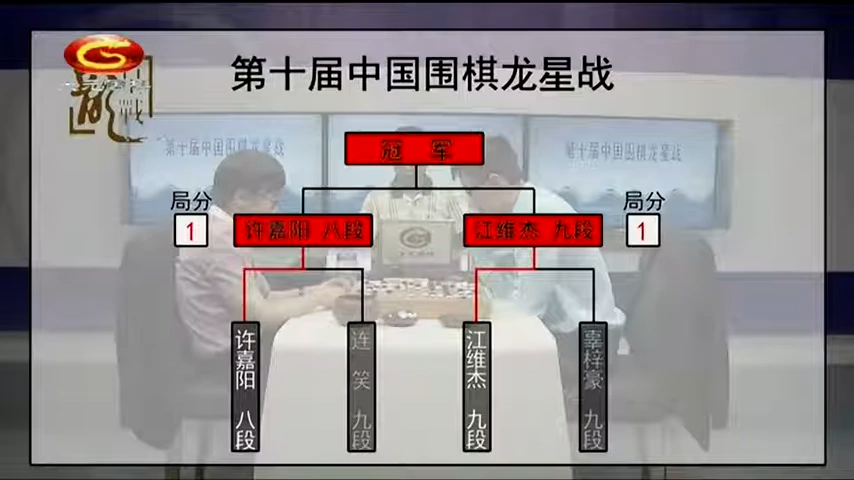 第十届中国围棋龙星战
第十届中国围棋龙星战
第十届中国围棋龙星战
冠 军
局分
局分
1
许嘉阳 八段
江维杰 九段
1
许嘉阳 八段
连 笑 九段
江维杰 九段
辜梓豪 九段